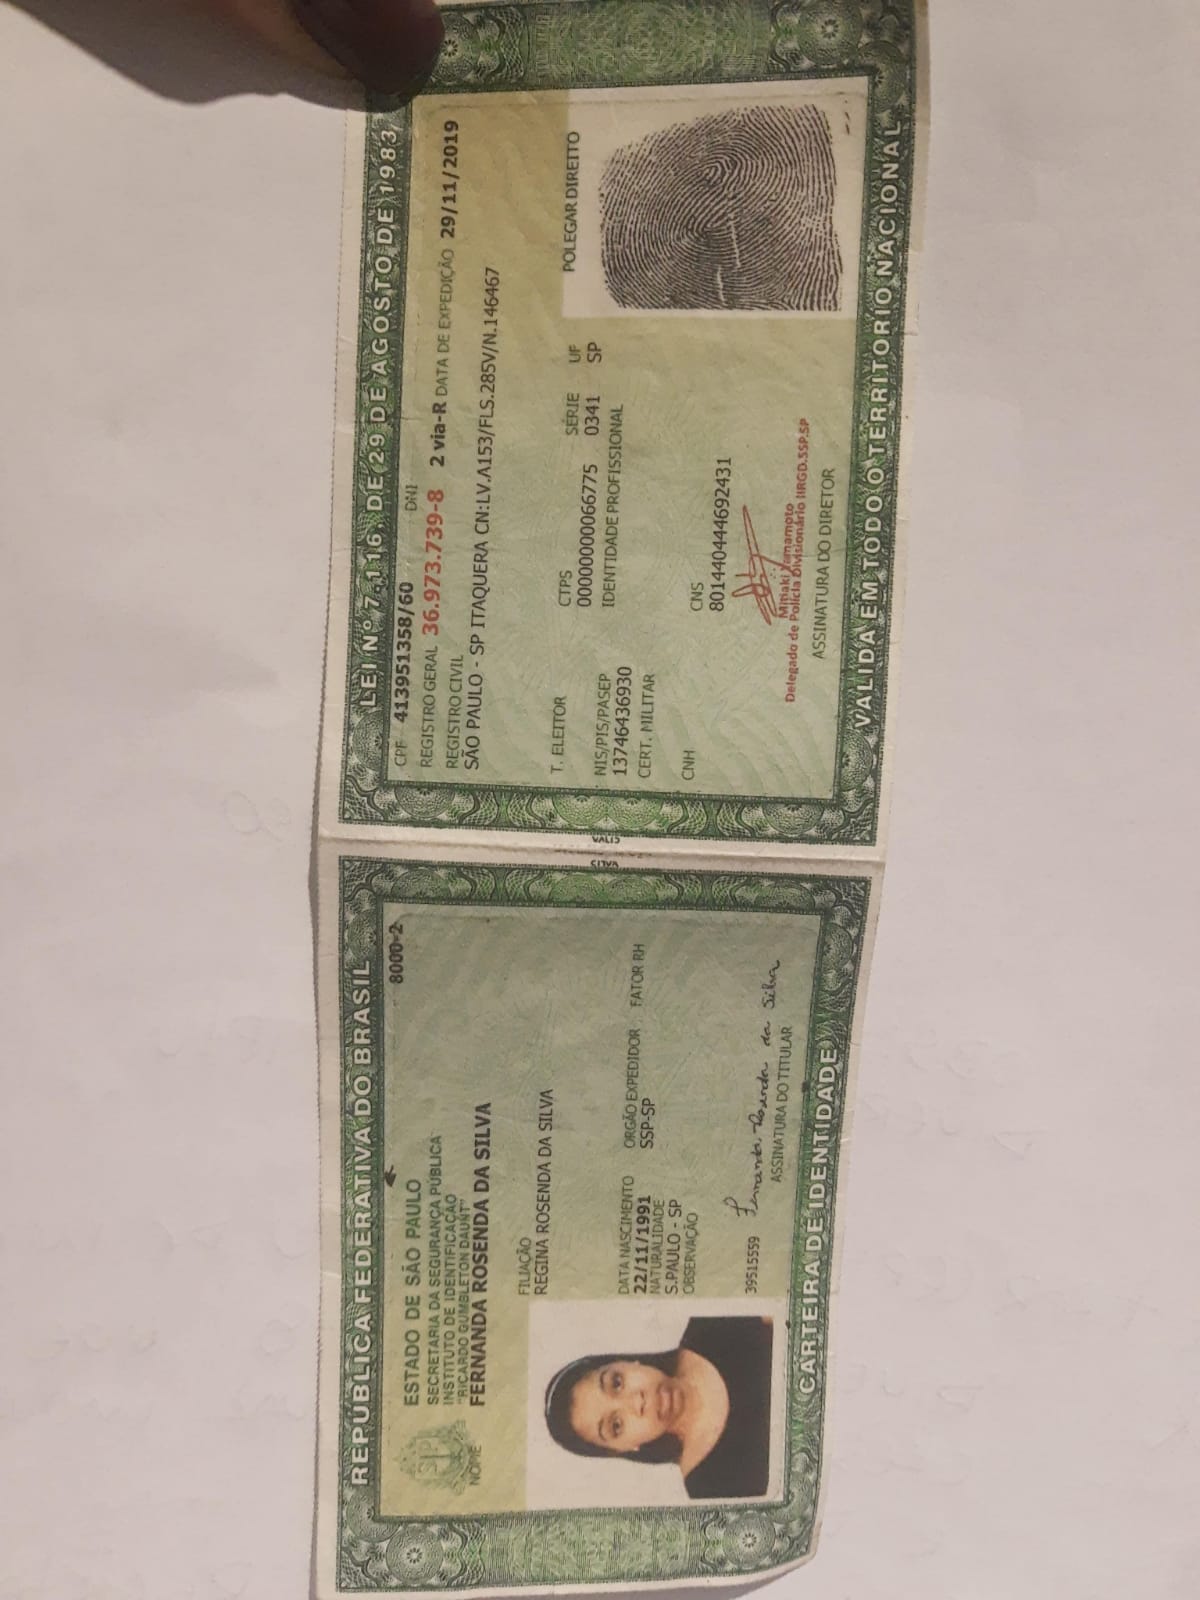 REPÚBLICA FEDERATIVA DO BRASIL
8000-2
ESTADO DE SÃO PAULO
SECRETARIA DA SEGURANÇA PÚBLICA
INSTITUTO DE IDENTIFICAÇÃO
"RICARDO GUMBLETON DAUNT"
NOME
FERNANDA ROSENDA DA SILVA
FILIAÇÃO
REGINA ROSENDA DA SILVA
DATA NASCIMENTO ORGÃO EXPEDIDOR FATOR RH
22/11/1991 SSP-SP
NATURALIDADE
S.PAULO - SP
OBSERVAÇÃO
39515559
Fernanda Rosenda da Silva
ASSINATURA DO TITULAR
CARTEIRA DE IDENTIDADE
LEI Nº 7.116, DE 29 DE AGOSTO DE 1983
CPF 413951358/60 DNI
REGISTRO GERAL 36.973.739-8 2 via-R DATA DE EXPEDIÇÃO 29/11/2019
REGISTRO CIVIL
SÃO PAULO - SP ITAQUERA CN:LV.A153/FLS.285V/N.146467
T. ELEITOR CTPS SÉRIE UF
0000000066775 0341 SP
POLEGAR DIREITO
NIS/PIS/PASEP IDENTIDADE PROFISSIONAL
13746436930
CERT. MILITAR
CNH CNS
801440444692431
Mitiaki Yamamoto
Delegado de Polícia Divisionário IIRGD.SSP.SP
ASSINATURA DO DIRETOR
VALIDA EM TODO O TERRITORIO NACIONAL